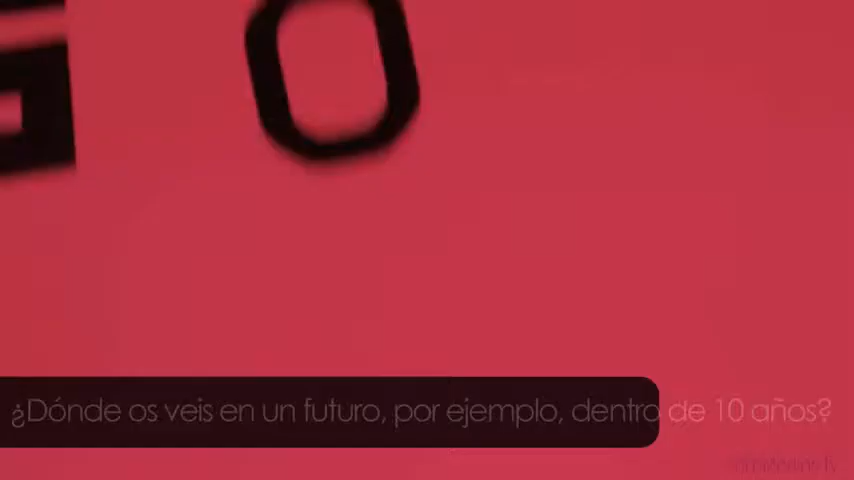 O
¿Dónde os veis en un futuro, por ejemplo, dentro de 10 años?